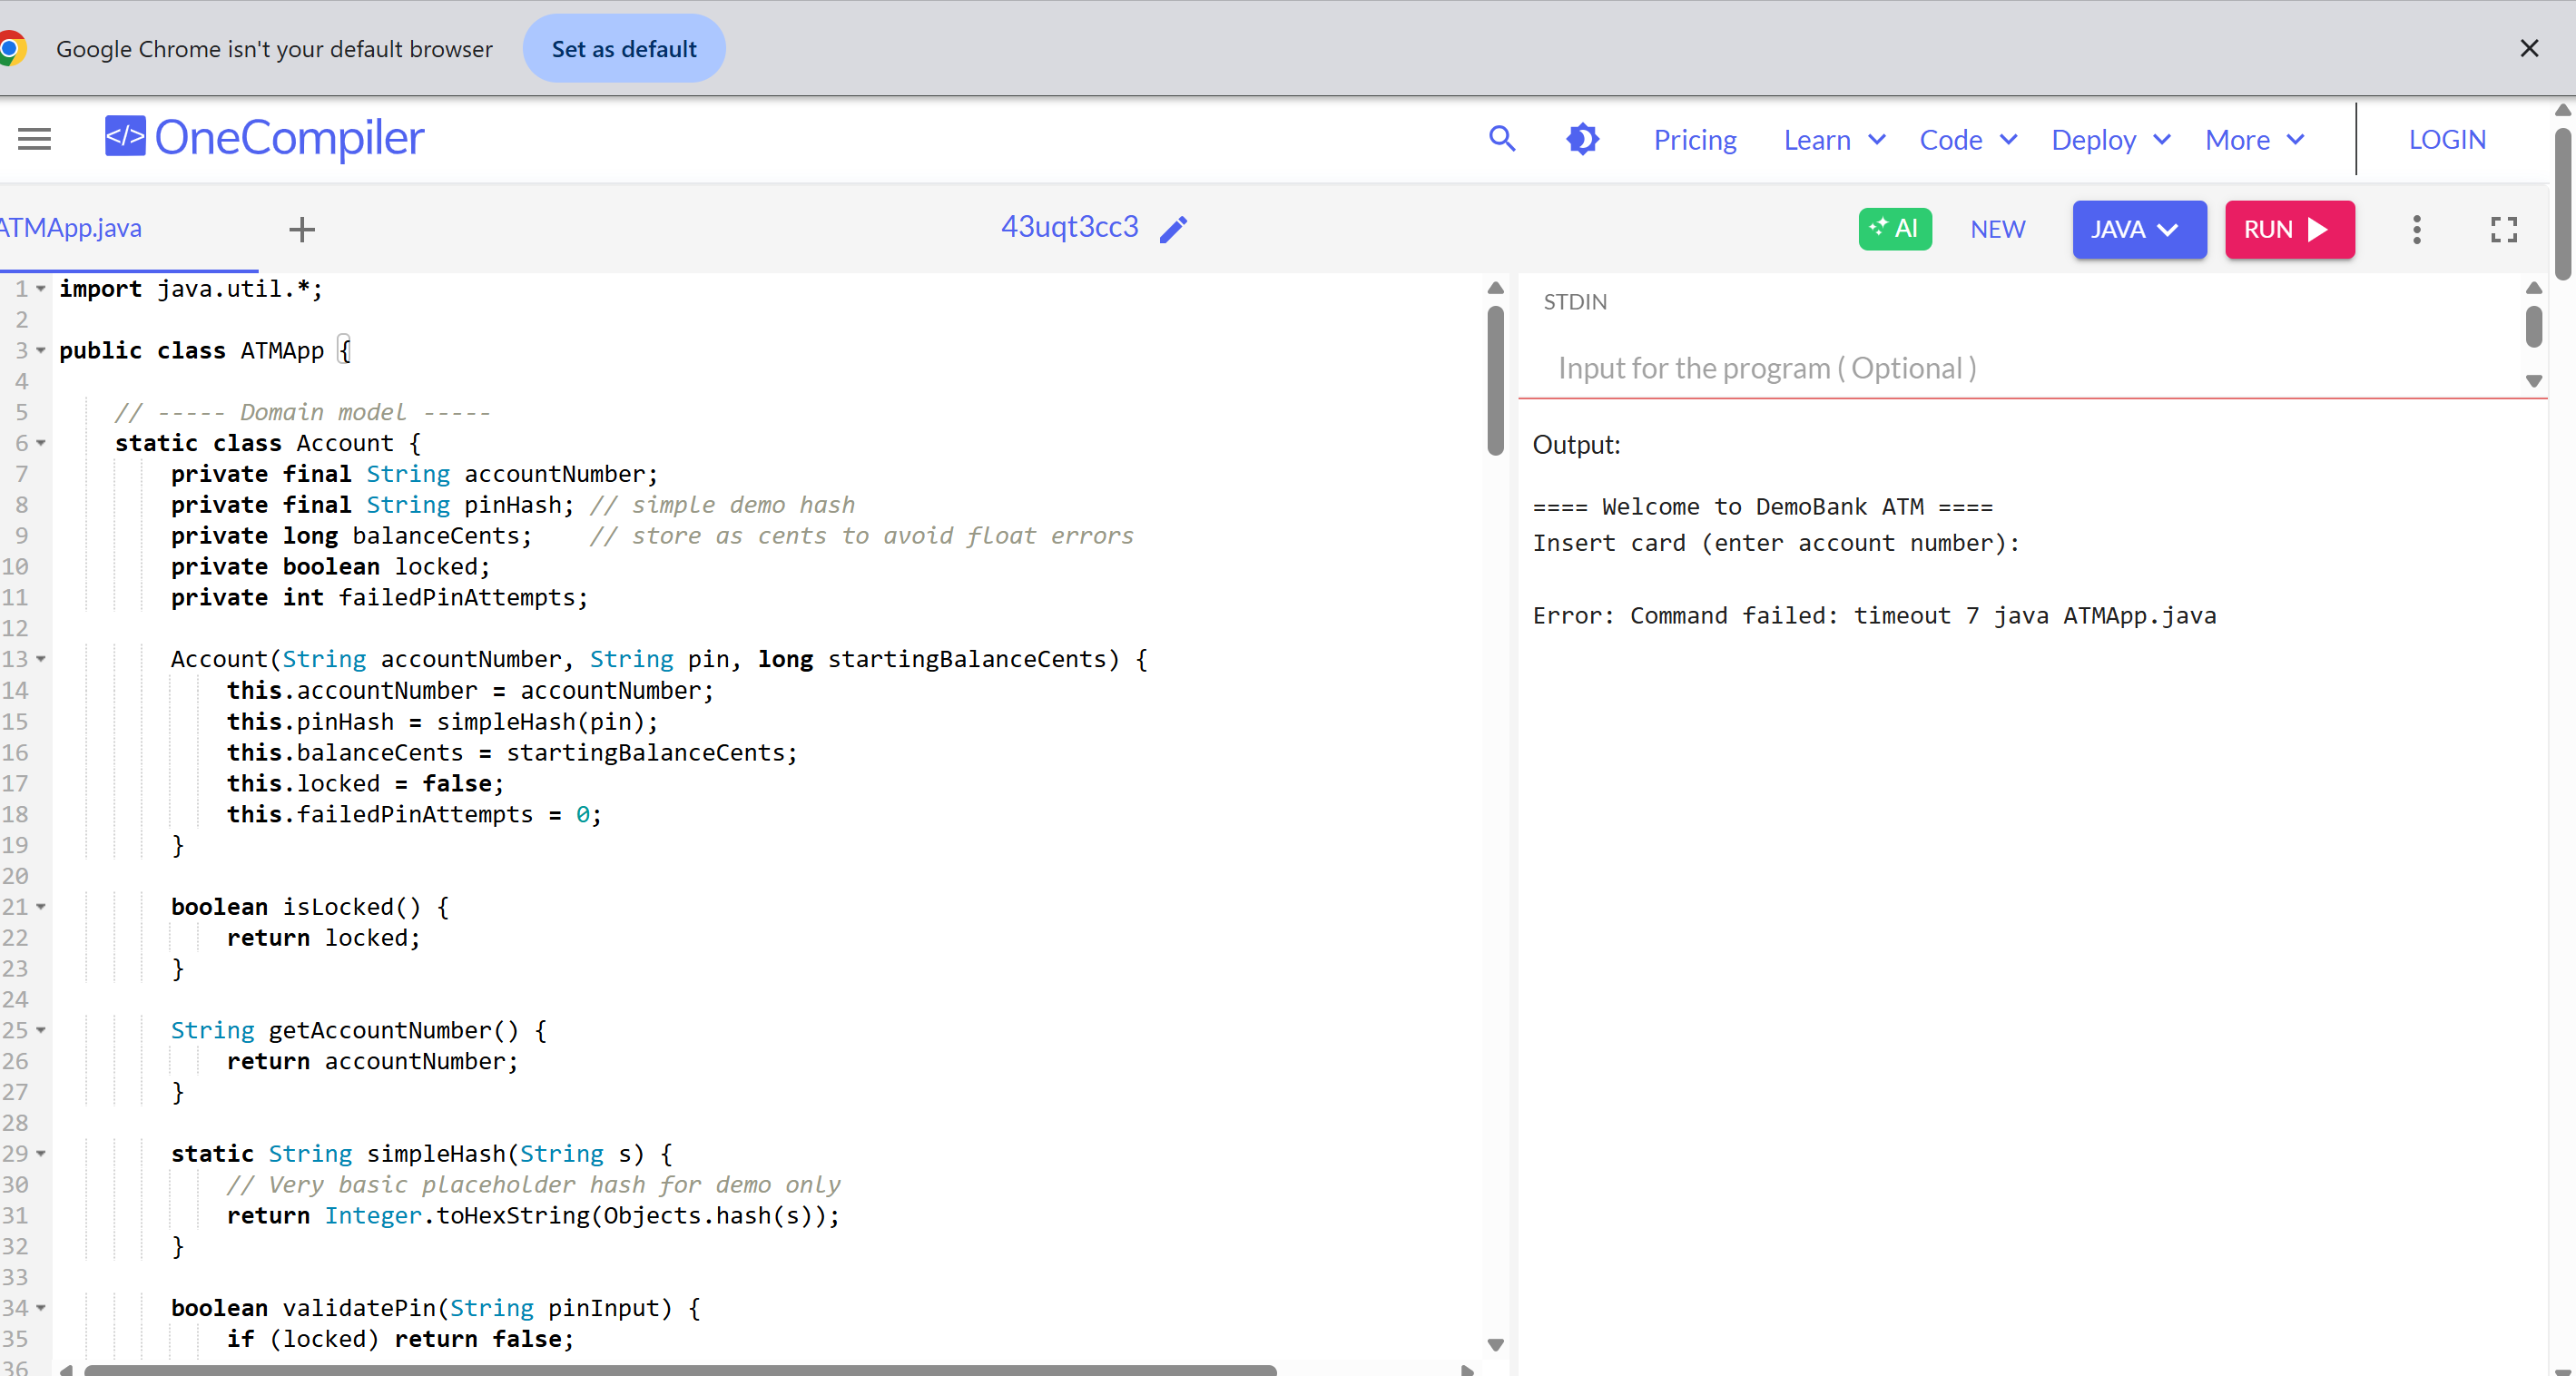 Google Chrome isn't your default browser Set as default
OneCompiler Pricing Learn Code Deploy More LOGIN
ATMApp.java 43uqt3cc3 AI NEW JAVA RUN
1 import java.util.*;
2
3 public class ATMApp {
4
5 // ----- Domain model -----
6 static class Account {
7 private final String accountNumber;
8 private final String pinHash; // simple demo hash
9 private long balanceCents; // store as cents to avoid float errors
10 private boolean locked;
11 private int failedPinAttempts;
12
13 Account(String accountNumber, String pin, long startingBalanceCents) {
14 this.accountNumber = accountNumber;
15 this.pinHash = simpleHash(pin);
16 this.balanceCents = startingBalanceCents;
17 this.locked = false;
18 this.failedPinAttempts = 0;
19 }
20
21 boolean isLocked() {
22 return locked;
23 }
24
25 String getAccountNumber() {
26 return accountNumber;
27 }
28
29 static String simpleHash(String s) {
30 // Very basic placeholder hash for demo only
31 return Integer.toHexString(Objects.hash(s));
32 }
33
34 boolean validatePin(String pinInput) {
35 if (locked) return false;
36
STDIN
Input for the program ( Optional )
Output:
==== Welcome to DemoBank ATM ====
Insert card (enter account number):
Error: Command failed: timeout 7 java ATMApp.java